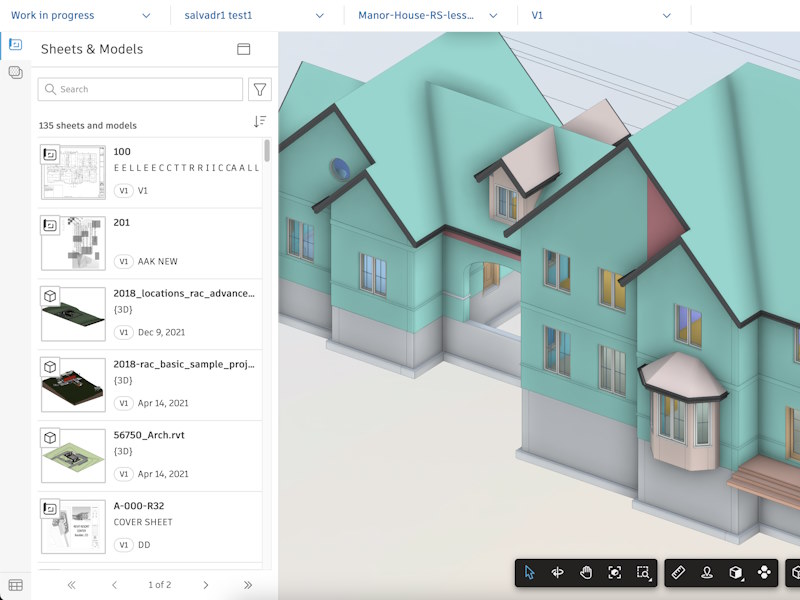 Work in progress
salvadr1 test1
Manor-House-RS-less...
V1
Sheets & Models
Search
135 sheets and models
100
E E L L E E C C T T R R I I C C A A L L
V1 V1
201
V1 AAK NEW
2018_locations_rac_advance...
{3D}
V1 Dec 9, 2021
2018-rac_basic_sample_proj...
{3D}
V1 Apr 14, 2021
56750_Arch.rvt
{3D}
V1 Apr 14, 2021
A-000-R32
COVER SHEET
V1 DD
1 of 2